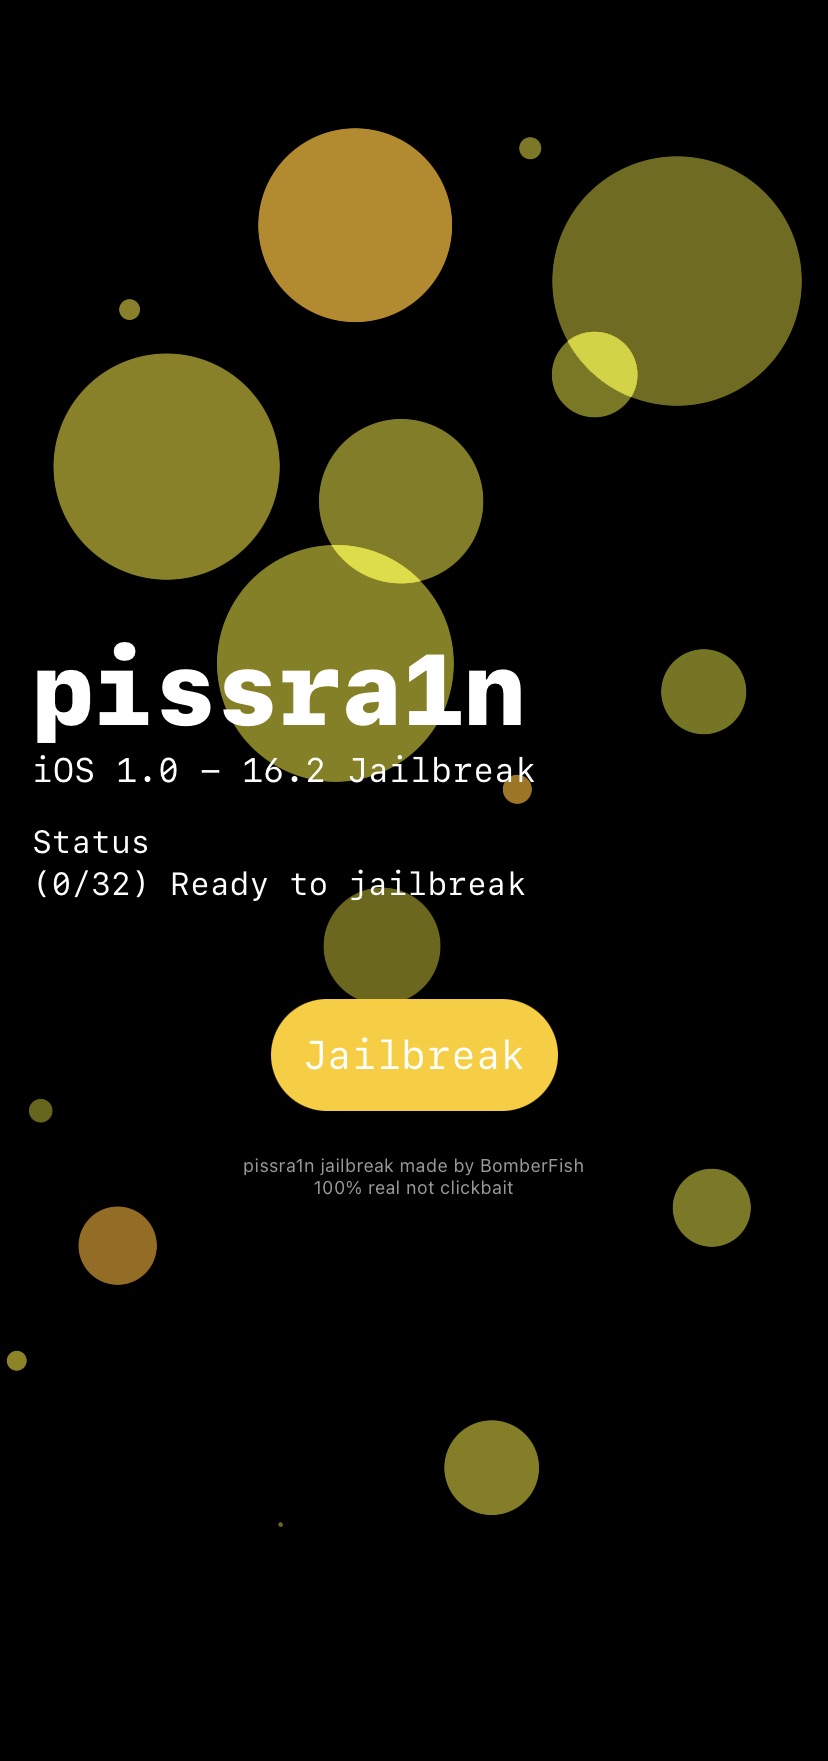 pissra1n
iOS 1.0 – 16.2 Jailbreak
Status
(0/32) Ready to jailbreak
Jailbreak
pissra1n jailbreak made by BomberFish
100% real not clickbait